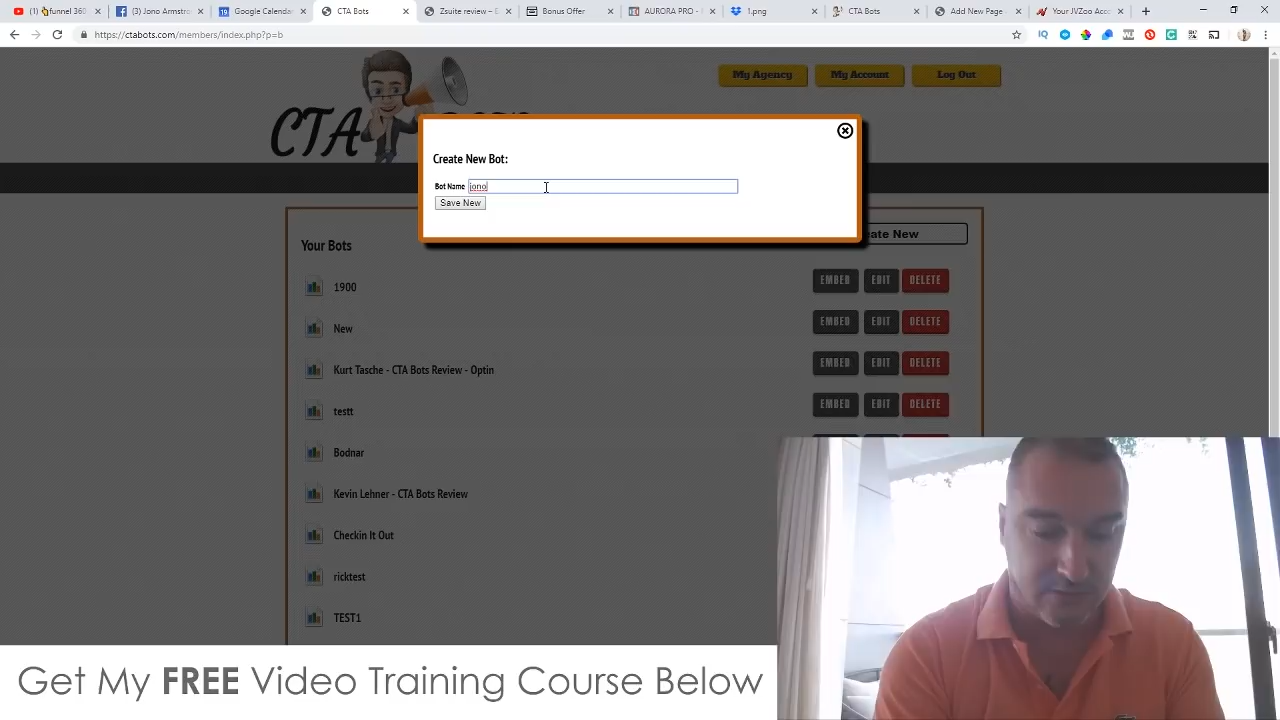 funnel 360
(3) Jono Armstro
Google Calendar
CTA Bots
Zsuite review – E
Bonus Offer
AURORA PRO -
1.png
CTA Bots
Add New Page
Your JVZoo Acco
https://ctabots.com/members/index.php?p=b
My Agency
My Account
Log Out
CTA
Create New Bot:
Bot Name jono
Save New
Your Bots
ate New
1900
EMBED EDIT DELETE
New
EMBED EDIT DELETE
Kurt Tasche - CTA Bots Review - Optin
EMBED EDIT DELETE
testt
EMBED EDIT DELETE
Bodnar
Kevin Lehner - CTA Bots Review
Checkin It Out
ricktest
TEST1
Get My FREE Video Training Course Below